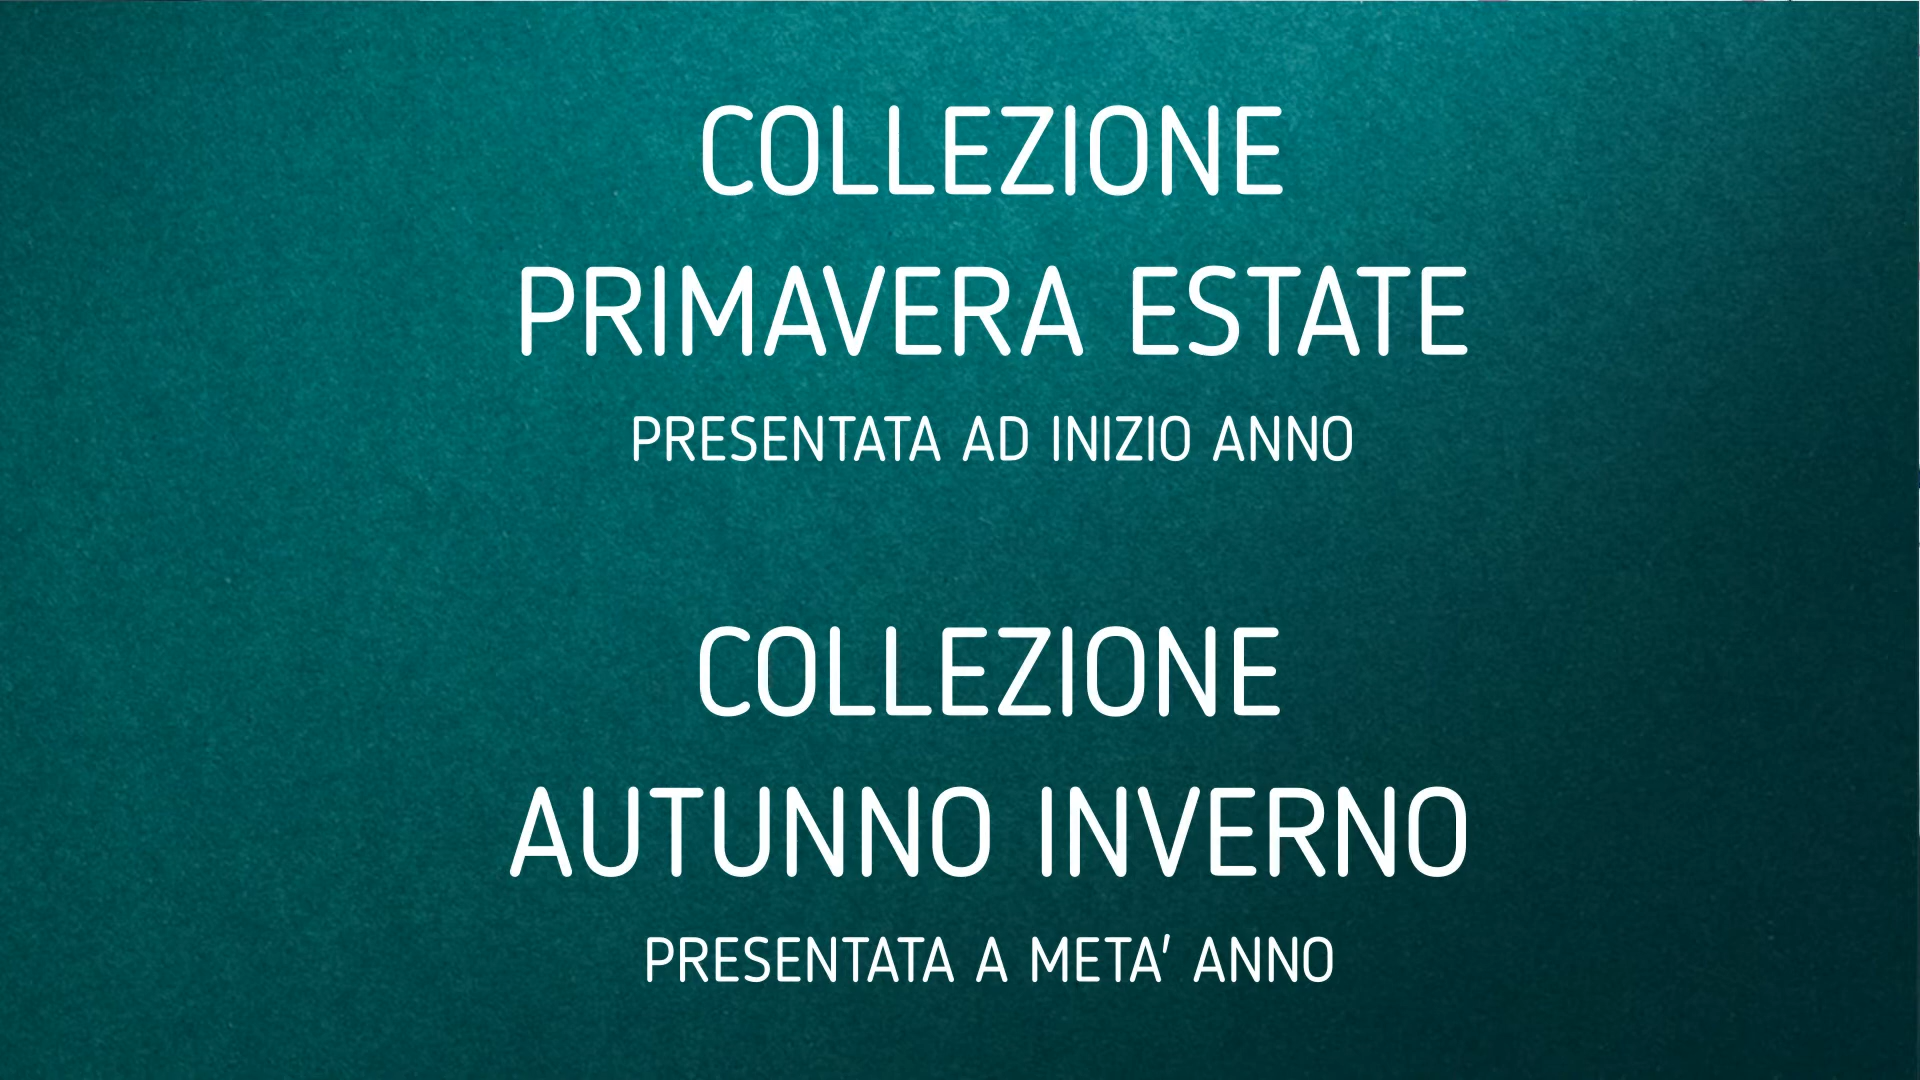 COLLEZIONE
PRIMAVERA ESTATE
PRESENTATA AD INIZIO ANNO
COLLEZIONE
AUTUNNO INVERNO
PRESENTATA A META' ANNO